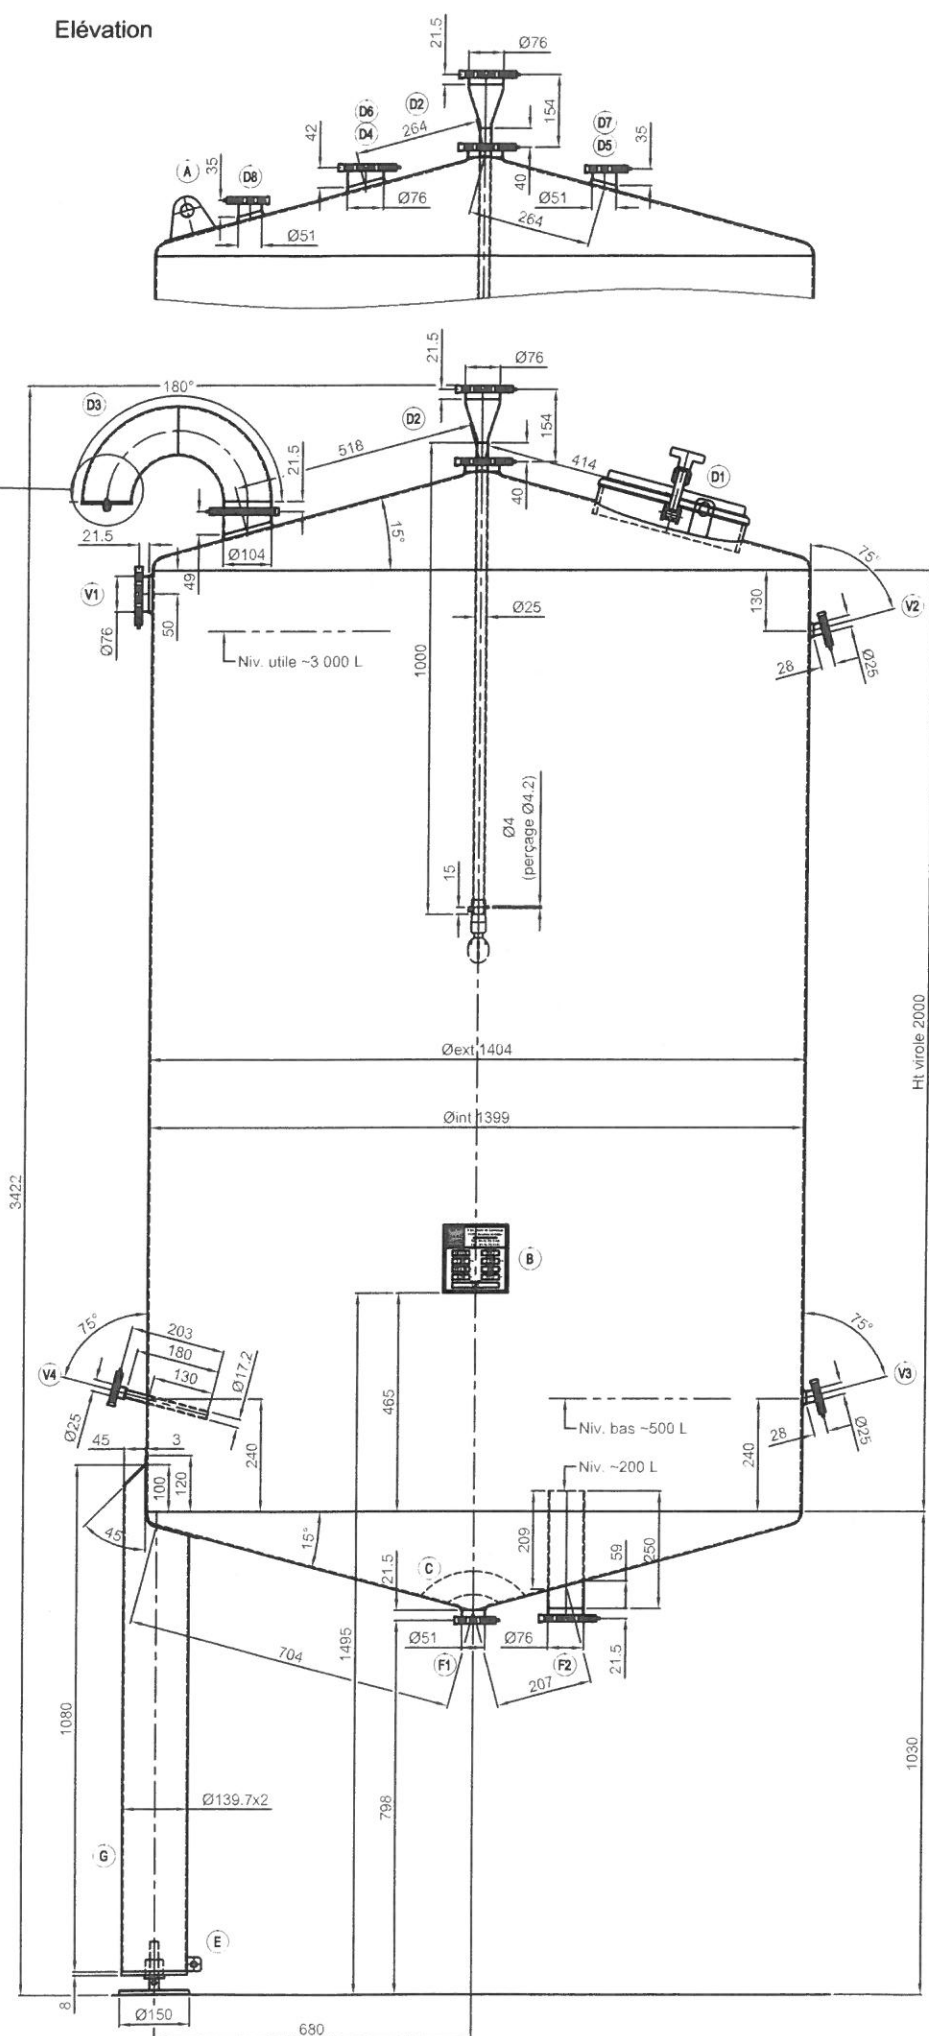 Elévation
21.5
Ø76
D2
154
D6
D4
264
42
D7
D5
35
A
35
D8
Ø76
40
Ø51
264
Ø51
21.5
Ø76
180°
D3
D2
154
518
21.5
414
D1
40
15°
21.5
Ø104
49
75°
V1
V2
130
Ø76
50
Ø25
Niv. utile ~3 000 L
28
Ø25
1000
Ø4
(perçage Ø4.2)
15
Øext 1404
Ht virole 2000
Øint 1399
3422
B
75°
203
180
130
Ø17.2
75°
V4
V3
465
Ø25
Niv. bas ~500 L
28
Ø25
45
3
240
240
Niv. ~200 L
100
120
45°
15°
209
59
250
21.5
C
Ø51
Ø76
21.5
F1
F2
704
207
1495
1080
1030
798
Ø139.7x2
G
E
8
Ø150
680